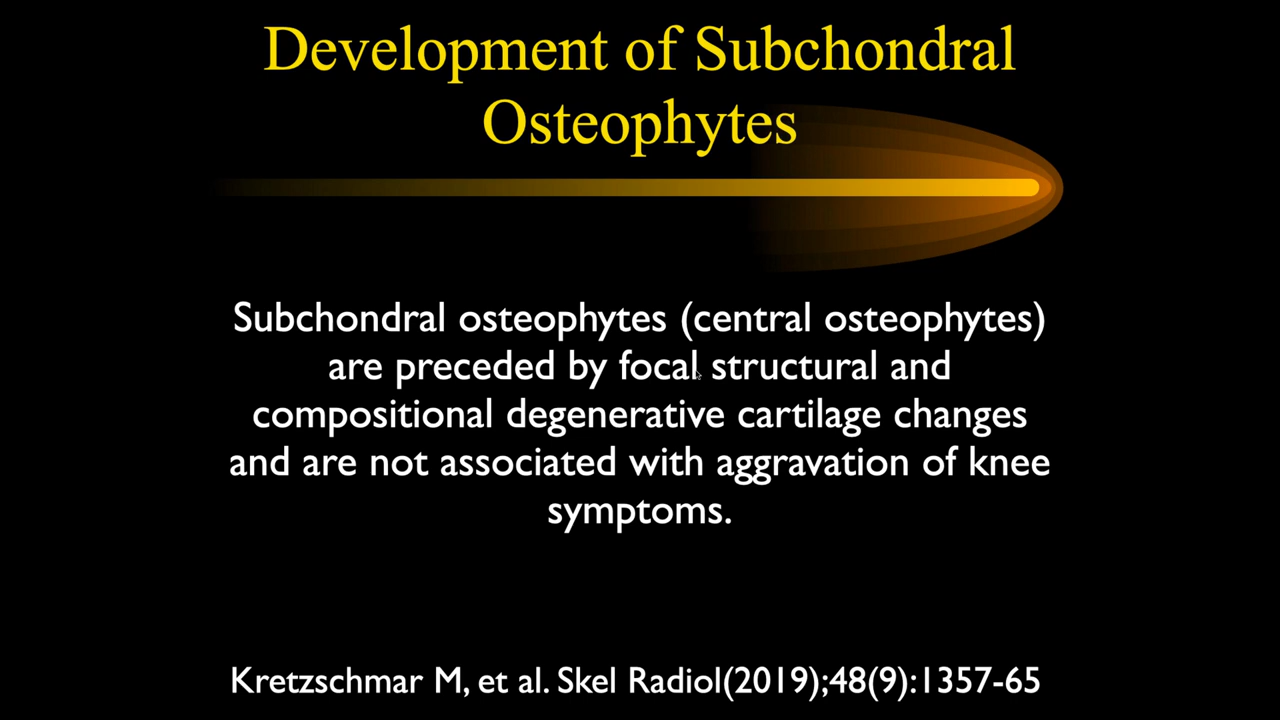 Development of Subchondral
Osteophytes
Subchondral osteophytes (central osteophytes)
are preceded by focal structural and
compositional degenerative cartilage changes
and are not associated with aggravation of knee
symptoms.
Kretzschmar M, et al. Skel Radiol(2019);48(9):1357-65